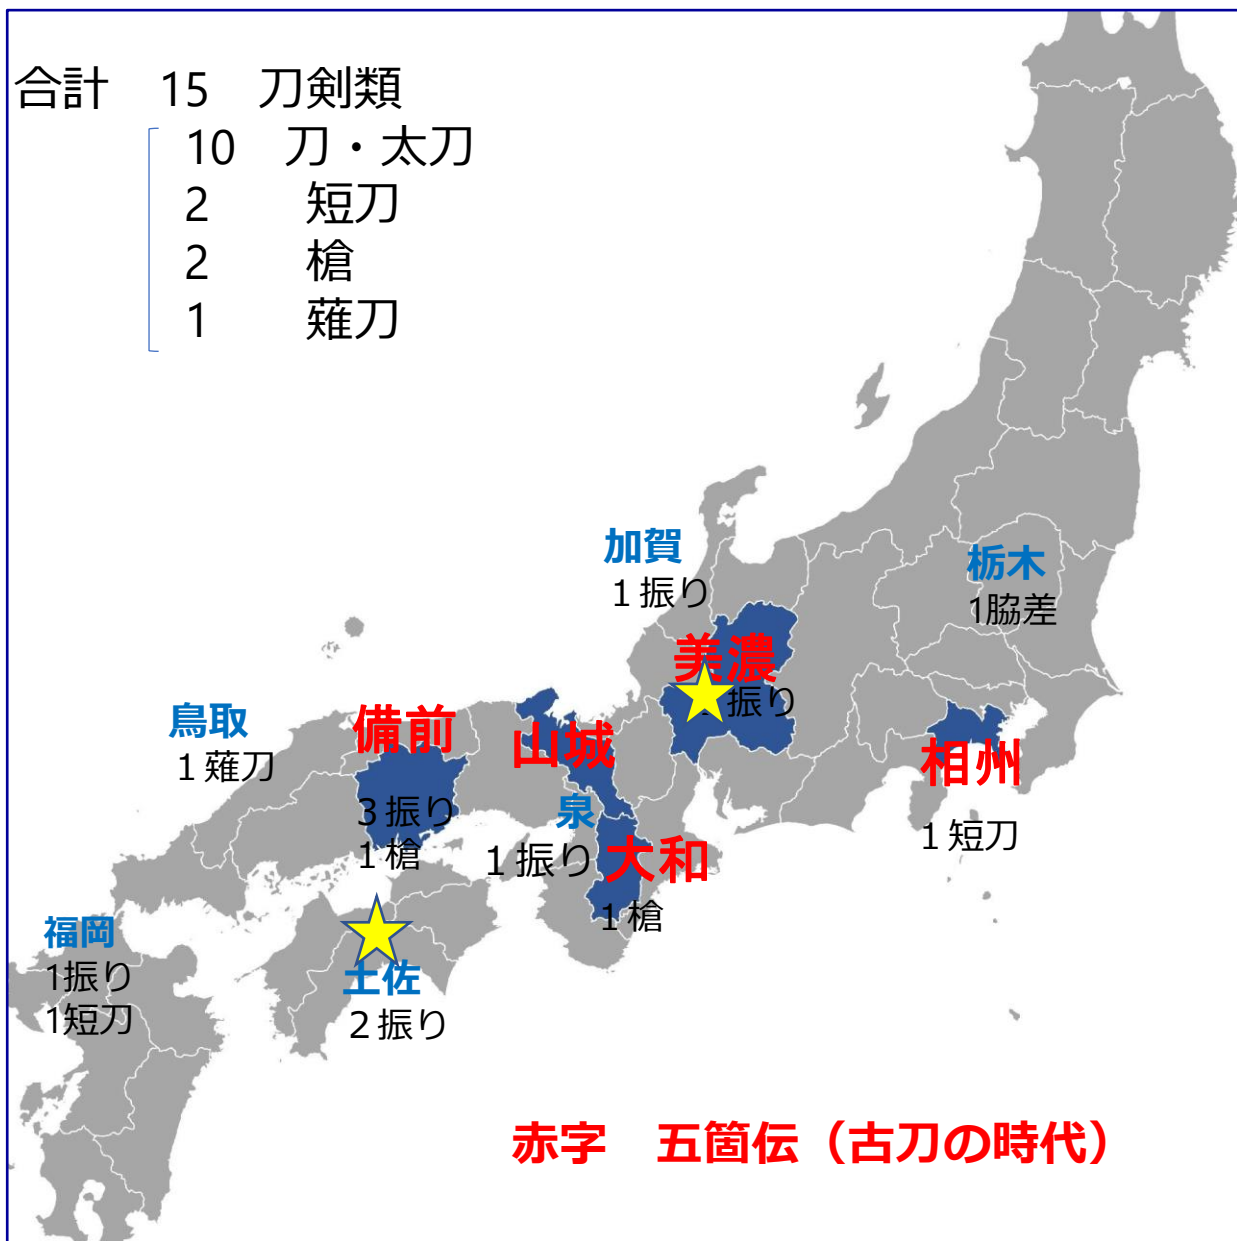 合計　15　刀剣類
10　刀・太刀
2　　短刀
2　　槍
1　　薙刀
加賀
１振り
栃木
1脇差
美濃
振り
鳥取
１薙刀
備前
３振り
１槍
山城
泉
１振り
大和
１槍
相州
１短刀
福岡
1振り
1短刀
土佐
２振り
赤字　五箇伝（古刀の時代）